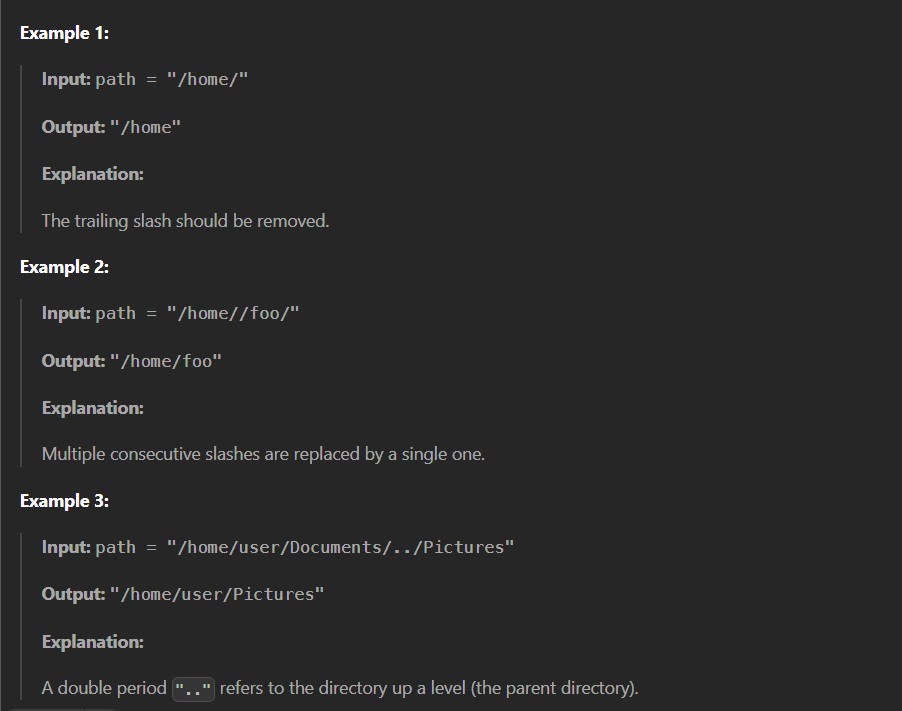 Example 1:
Input: path = "/home/"
Output: "/home"
Explanation:
The trailing slash should be removed.
Example 2:
Input: path = "/home//foo/"
Output: "/home/foo"
Explanation:
Multiple consecutive slashes are replaced by a single one.
Example 3:
Input: path = "/home/user/Documents/../Pictures"
Output: "/home/user/Pictures"
Explanation:
A double period ".." refers to the directory up a level (the parent directory).